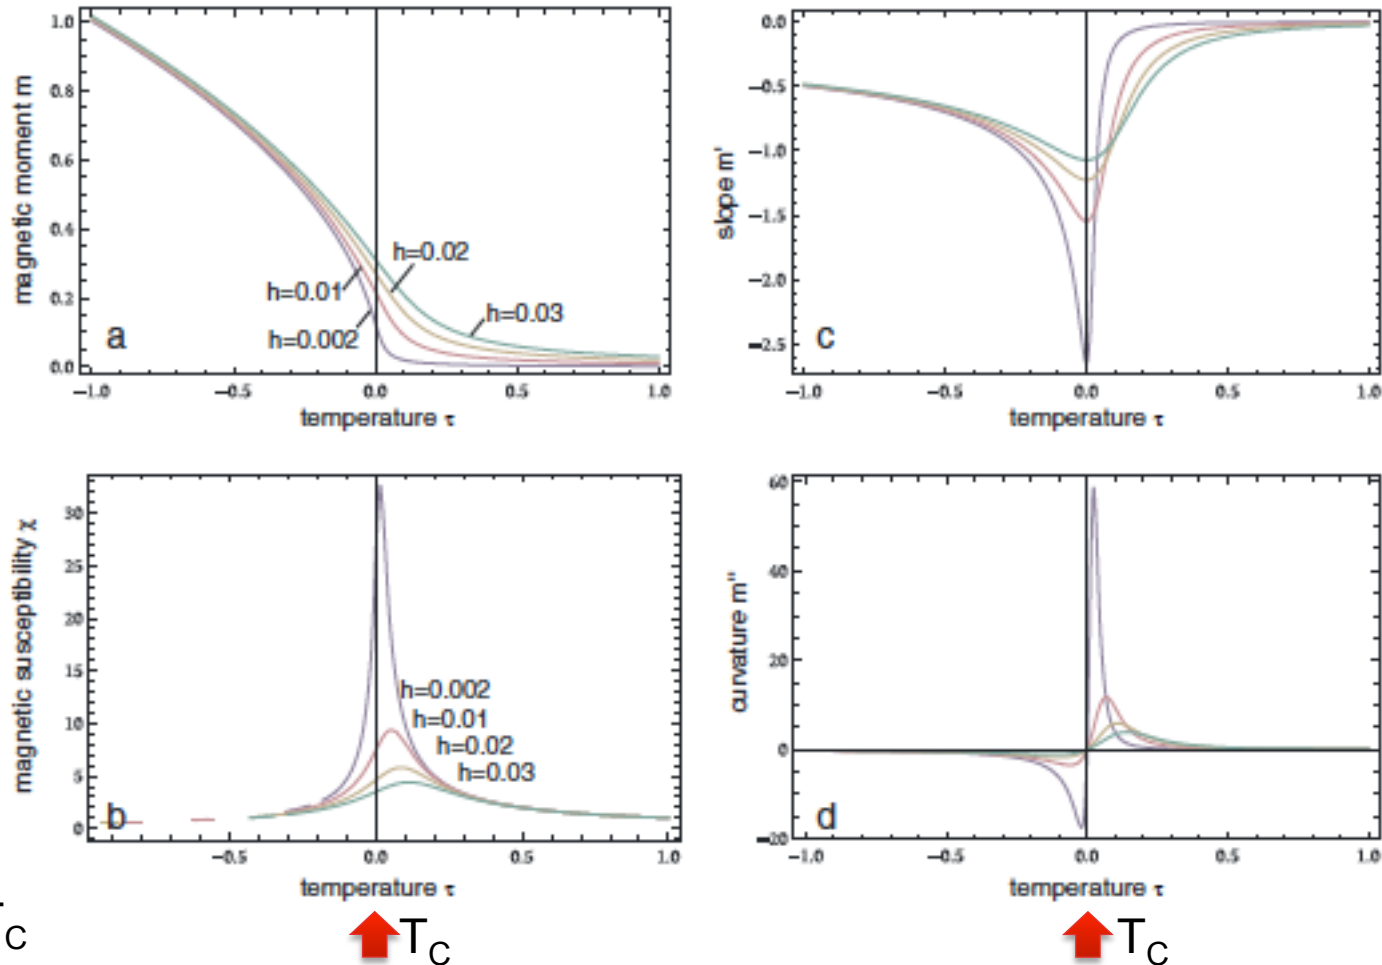 magnetic moment m
1.0
0.8
0.6
0.4
0.2
0.0
h=0.02
h=0.01
h=0.03
h=0.002
a
−1.0 −0.5 0.0 0.5 1.0
temperature τ
slope m'
0.0
−0.5
−1.0
−1.5
−2.0
−2.5
c
−1.0 −0.5 0.0 0.5 1.0
temperature τ
magnetic susceptibility χ
30
25
20
15
10
5
0
h=0.002
h=0.01
h=0.02
h=0.03
b
−0.5 0.0 0.5 1.0
temperature τ
curvature m''
60
40
20
0
−20
d
−1.0 −0.5 0.0 0.5 1.0
temperature τ
C
TC
TC